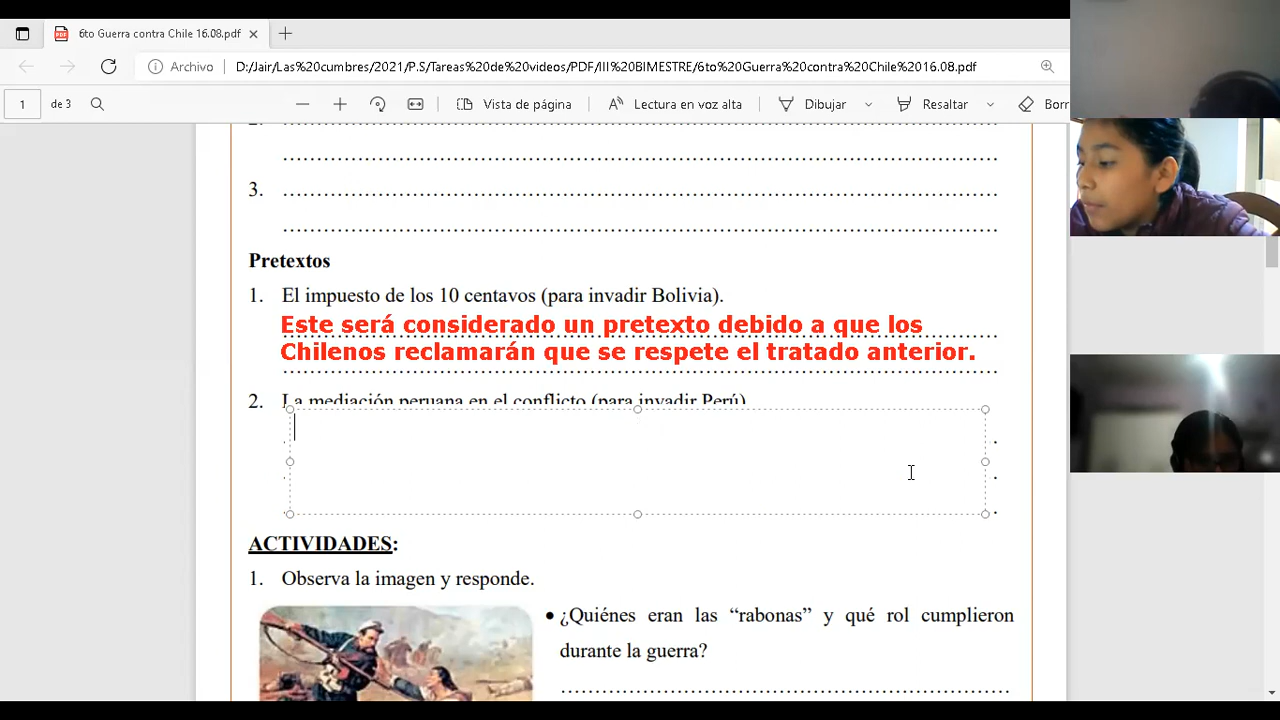 6to Guerra contra Chile 16.08.pdf
Archivo
D:/Jair/Las%20cumbres/2021/P.S/Tareas%20de%20videos/PDF/III%20BIMESTRE/6to%20Guerra%20contra%20Chile%2016.08.pdf
1 de 3
Vista de página
Lectura en voz alta
Dibujar
Resaltar
Borr
2. ..........
3. ..........
Pretextos
1. El impuesto de los 10 centavos (para invadir Bolivia).
Este será considerado un pretexto debido a que los
Chilenos reclamarán que se respete el tratado anterior.
2. La mediación peruana en el conflicto (para invadir Perú)
ACTIVIDADES:
1. Observa la imagen y responde.
• ¿Quiénes eran las “rabonas” y qué rol cumplieron
durante la guerra?